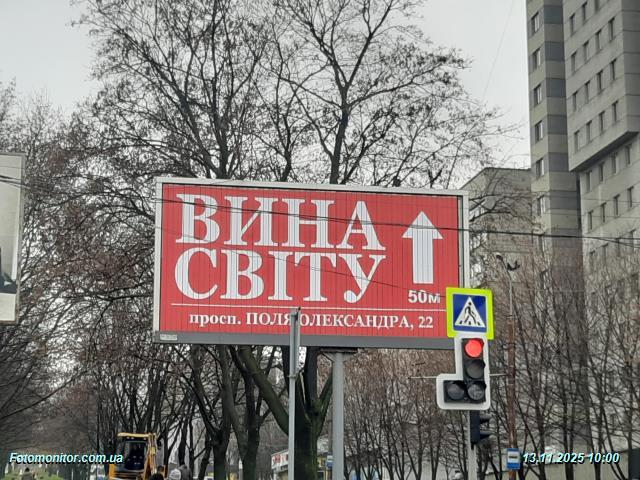 ВИНА
СВІТУ
50м
просп. ПОЛЯ ОЛЕКСАНДРА, 22
Fotomonitor.com.ua
13.11.2025 10:00